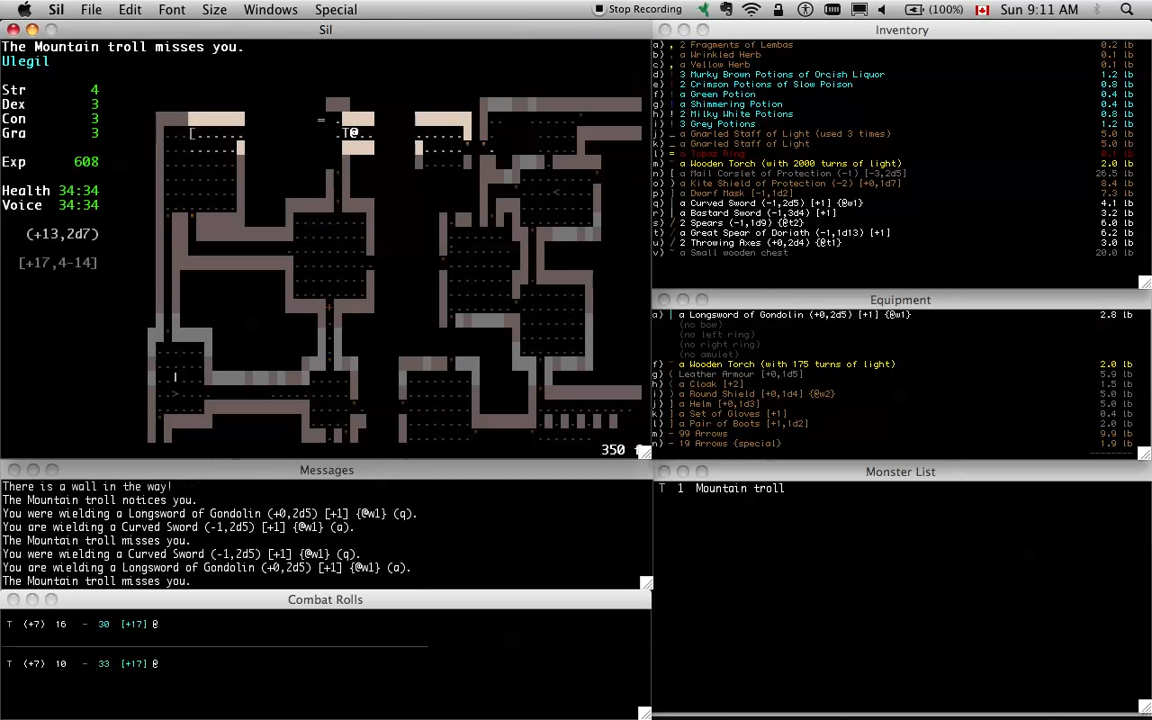 Sil File Edit Font Size Windows Special Stop Recording (100%) Sun 9:11 AM
Sil
The Mountain troll misses you.
Ulegil
Str 4
Dex 3
Con 3
Gra 3
Exp 608
Health 34:34
Voice 34:34
(+13,2d7)
[+17,4-14]
350 f
Messages
There is a wall in the way!
The Mountain troll notices you.
You were wielding a Longsword of Gondolin (+0,2d5) [+1] {@w1} (q).
You are wielding a Curved Sword (-1,2d5) [+1] {@w1} (a).
The Mountain troll misses you.
You were wielding a Curved Sword (-1,2d5) [+1] {@w1} (q).
You are wielding a Longsword of Gondolin (+0,2d5) [+1] {@w1} (a).
The Mountain troll misses you.
Combat Rolls
T (+7) 16 - 30 [+17] @
T (+7) 10 - 33 [+17] @
Inventory
a) , 2 Fragments of Lembas 0.2 lb
b) , a Wrinkled Herb 0.1 lb
c) , a Yellow Herb 0.1 lb
d) ! 3 Murky Brown Potions of Orcish Liquor 1.2 lb
e) ! 2 Crimson Potions of Slow Poison 0.8 lb
f) ! a Green Potion 0.4 lb
g) ! a Shimmering Potion 0.4 lb
h) ! 2 Milky White Potions 0.8 lb
i) ! 3 Grey Potions 1.2 lb
j) _ a Gnarled Staff of Light (used 3 times) 5.0 lb
k) _ a Gnarled Staff of Light 5.0 lb
l) = a Topaz Ring 0.1 lb
m) ~ a Wooden Torch (with 2000 turns of light) 2.0 lb
n) [ a Mail Corslet of Protection (-1) [-3,2d5] 26.5 lb
o) ) a Kite Shield of Protection (-2) [+0,1d7] 8.4 lb
p) ~ a Dwarf Mask [-1,1d2] 7.3 lb
q) | a Curved Sword (-1,2d5) [+1] {@w1} 4.1 lb
r) | a Bastard Sword (-1,3d4) [+1] 3.2 lb
s) / 2 Spears (-1,1d9) {@t2} 6.0 lb
t) / a Great Spear of Doriath (-1,1d13) [+1] 6.2 lb
u) / 2 Throwing Axes (+0,2d4) {@t1} 3.0 lb
v) ~ a Small wooden chest 20.0 lb
Equipment
a) | a Longsword of Gondolin (+0,2d5) [+1] {@w1} 2.8 lb
(no bow)
(no left ring)
(no right ring)
(no amulet)
f) ~ a Wooden Torch (with 175 turns of light) 2.0 lb
g) ( Leather Armour [+0,1d5] 5.9 lb
h) ( a Cloak [+2] 1.5 lb
i) ) a Round Shield [+0,1d4] {@w2} 5.0 lb
j) ] a Helm [+0,1d3] 5.0 lb
k) ] a Set of Gloves [+1] 0.4 lb
l) ] a Pair of Boots [+1,1d2] 2.0 lb
m) - 99 Arrows 9.9 lb
n) - 19 Arrows {special} 1.9 lb
Monster List
T 1 Mountain troll